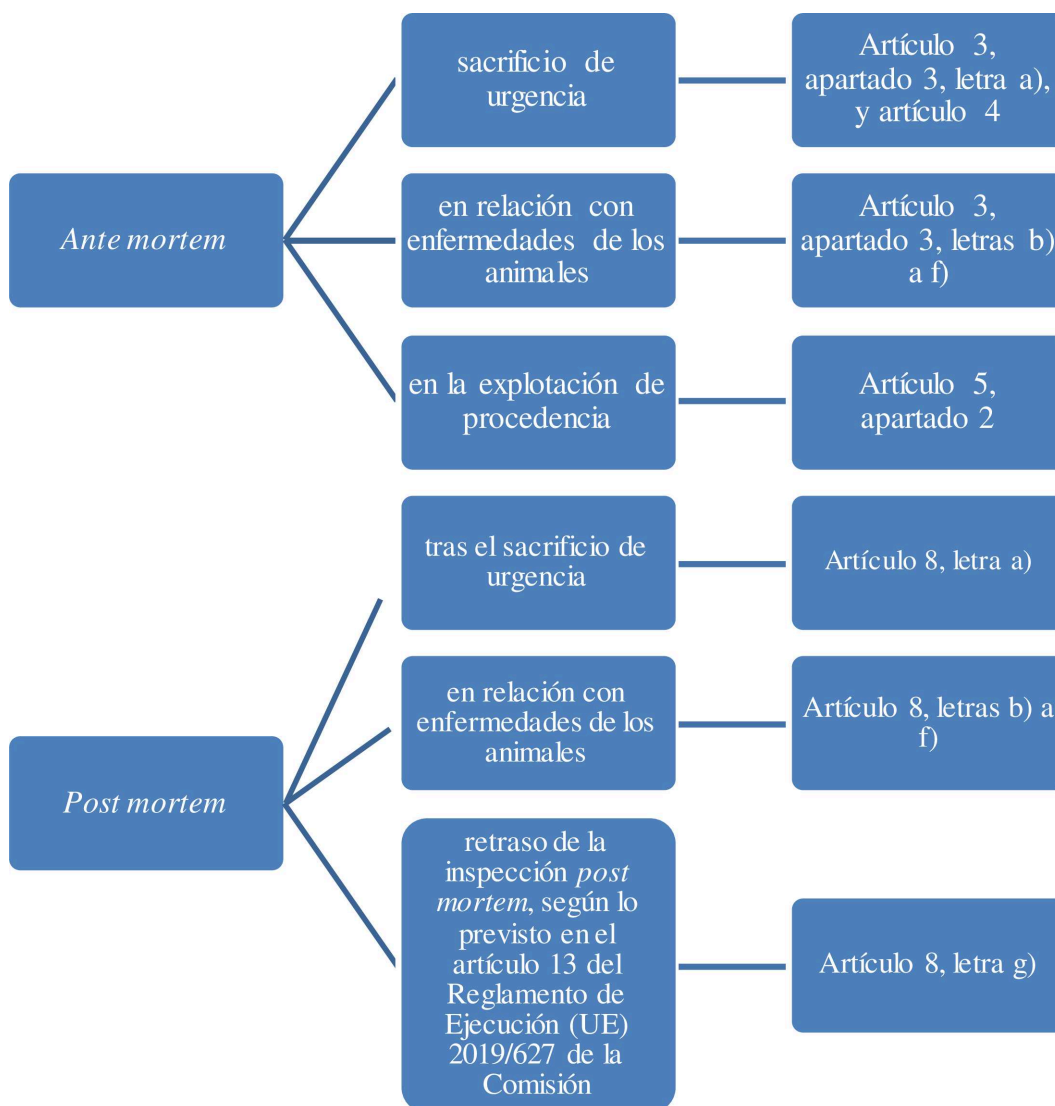 Ante mortem
sacrificio de
urgencia
Artículo 3,
apartado 3, letra a),
y artículo 4
en relación con
enfermedades de los
animales
Artículo 3,
apartado 3, letras b)
a f)
en la explotación de
procedencia
Artículo 5,
apartado 2
Post mortem
tras el sacrificio de
urgencia
Artículo 8, letra a)
en relación con
enfermedades de los
animales
Artículo 8, letras b) a
f)
retraso de la
inspección post
mortem, según lo
previsto en el
artículo 13 del
Reglamento de
Ejecución (UE)
2019/627 de la
Comisión
Artículo 8, letra g)